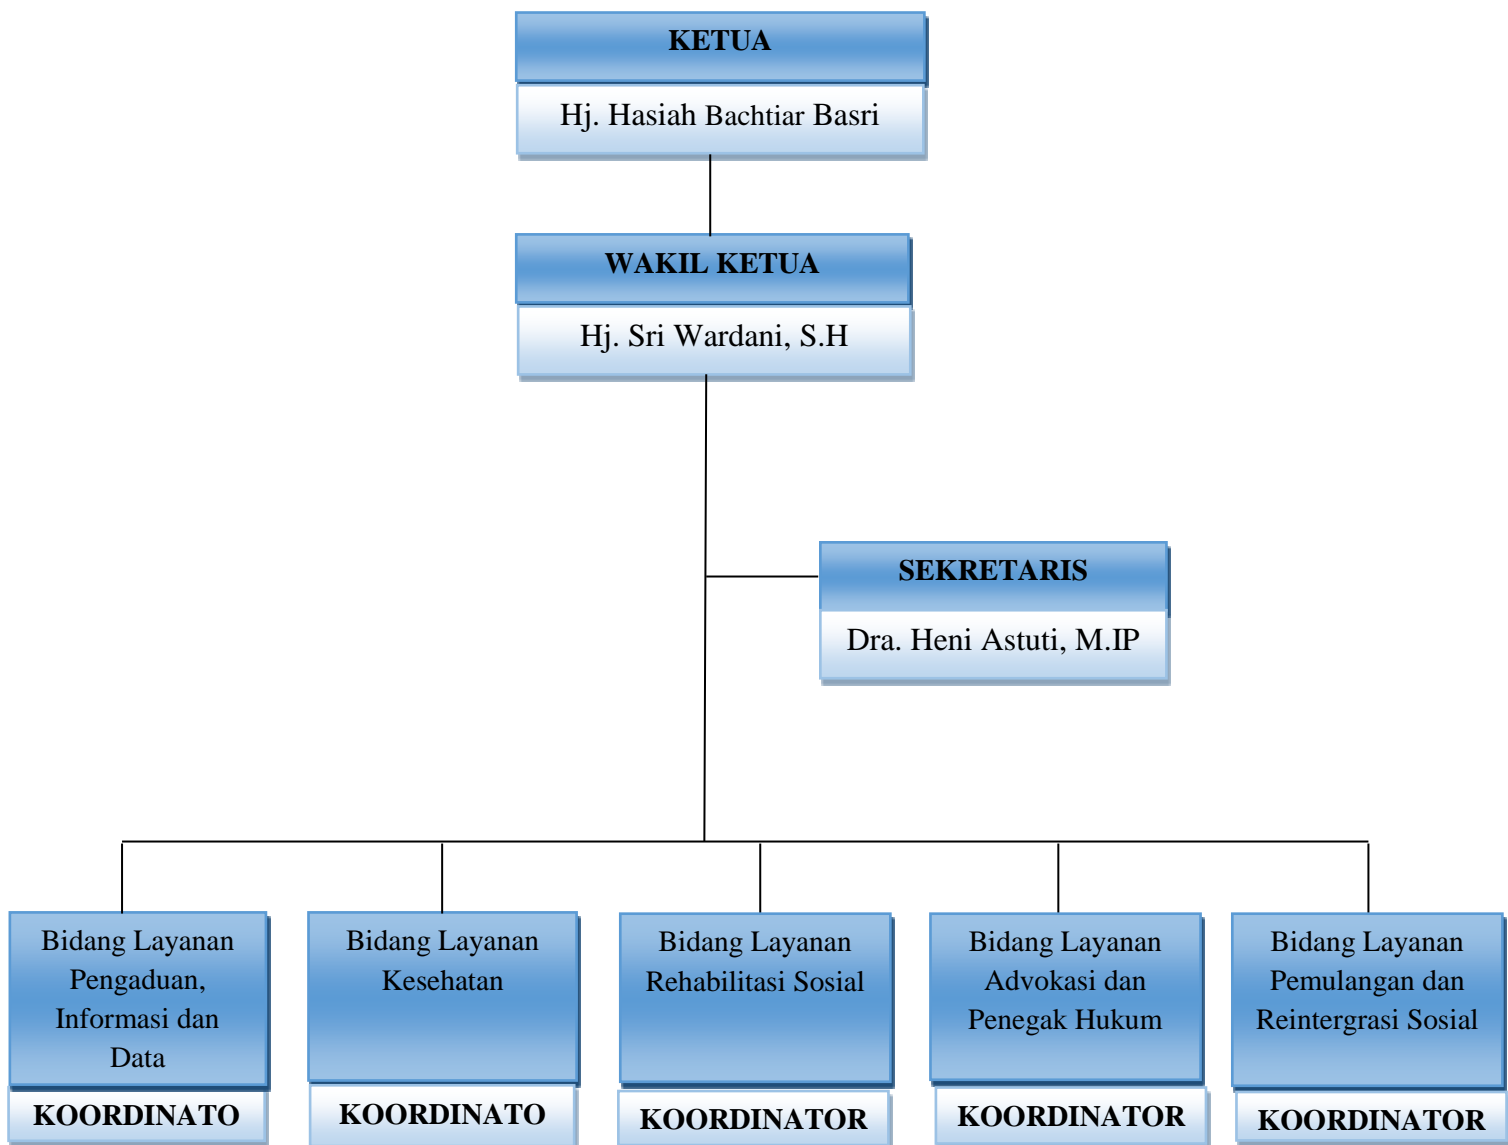 KETUA
Hj. Hasiah Bachtiar Basri
WAKIL KETUA
Hj. Sri Wardani, S.H
SEKRETARIS
Dra. Heni Astuti, M.IP
Bidang Layanan
Pengaduan,
Informasi dan
Data
KOORDINATO
Bidang Layanan
Kesehatan
KOORDINATO
Bidang Layanan
Rehabilitasi Sosial
KOORDINATOR
Bidang Layanan
Advokasi dan
Penegak Hukum
KOORDINATOR
Bidang Layanan
Pemulangan dan
Reintergrasi Sosial
KOORDINATOR